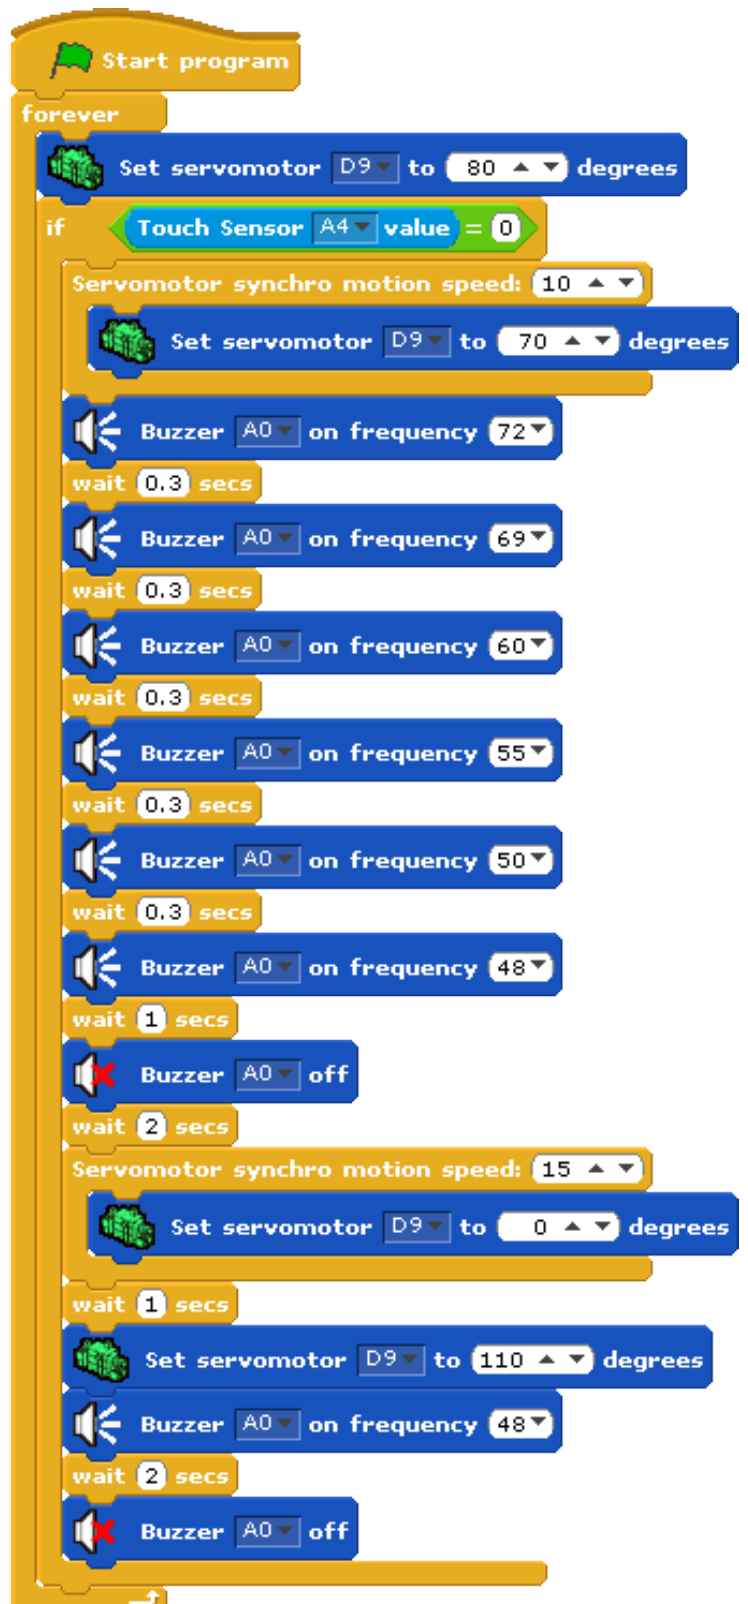 Start program
forever
Set servomotor D9 to 80 degrees
if Touch Sensor A4 value = 0
Servomotor synchro motion speed: 10
Set servomotor D9 to 70 degrees
Buzzer A0 on frequency 72
wait 0.3 secs
Buzzer A0 on frequency 69
wait 0.3 secs
Buzzer A0 on frequency 60
wait 0.3 secs
Buzzer A0 on frequency 55
wait 0.3 secs
Buzzer A0 on frequency 50
wait 0.3 secs
Buzzer A0 on frequency 48
wait 1 secs
Buzzer A0 off
wait 2 secs
Servomotor synchro motion speed: 15
Set servomotor D9 to 0 degrees
wait 1 secs
Set servomotor D9 to 110 degrees
Buzzer A0 on frequency 48
wait 2 secs
Buzzer A0 off